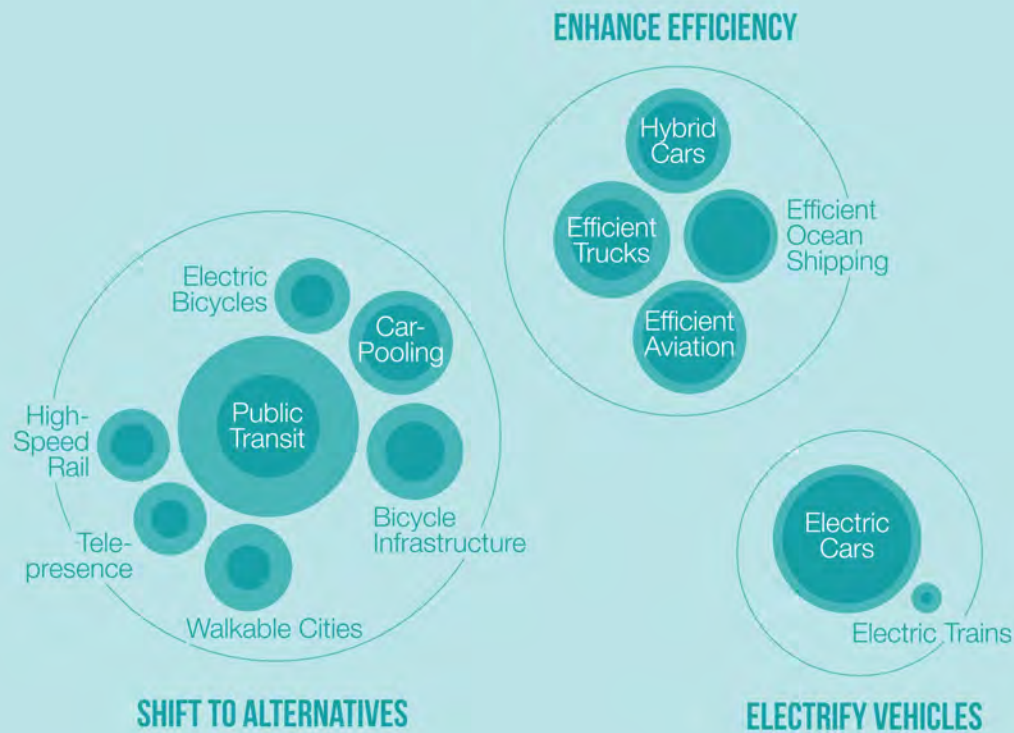 ENHANCE EFFICIENCY
Hybrid
Cars
Efficient
Trucks
Efficient
Ocean
Shipping
Efficient
Aviation
Electric
Bicycles
Car-
Pooling
Public
Transit
High-
Speed
Rail
Bicycle
Infrastructure
Tele-
presence
Walkable Cities
SHIFT TO ALTERNATIVES
Electric
Cars
Electric Trains
ELECTRIFY VEHICLES